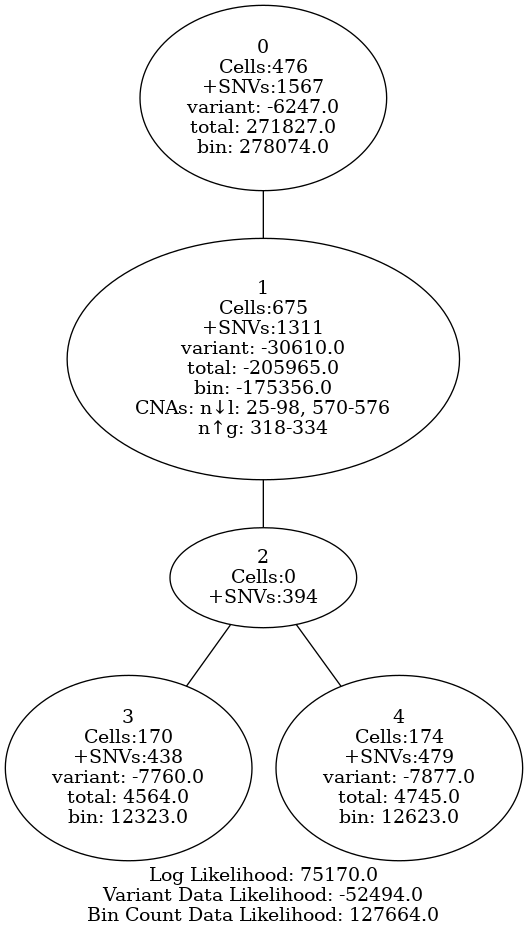 0
Cells:476
+SNVs:1567
variant: -6247.0
total: 271827.0
bin: 278074.0
1
Cells:675
+SNVs:1311
variant: -30610.0
total: -205965.0
bin: -175356.0
CNAs: n↓l: 25-98, 570-576
n↑g: 318-334
2
Cells:0
+SNVs:394
3
Cells:170
+SNVs:438
variant: -7760.0
total: 4564.0
bin: 12323.0
4
Cells:174
+SNVs:479
variant: -7877.0
total: 4745.0
bin: 12623.0
Log Likelihood: 75170.0
Variant Data Likelihood: -52494.0
Bin Count Data Likelihood: 127664.0